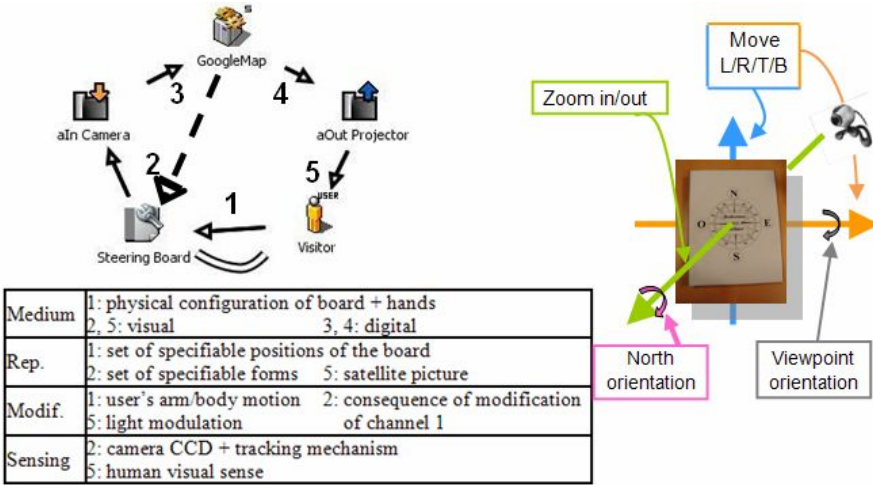 S
GoogleMap
3
4
aIn Camera
aOut Projector
2
5
USER
1
Steering Board
Visitor
Move
L/R/T/B
Zoom in/out
N
O
E
S
North
orientation
Viewpoint
orientation
Medium
1: physical configuration of board + hands
2, 5: visual 3, 4: digital
Rep.
1: set of specifiable positions of the board
2: set of specifiable forms 5: satellite picture
Modif.
1: user's arm/body motion 2: consequence of modification
5: light modulation of channel 1
Sensing
2: camera CCD + tracking mechanism
5: human visual sense